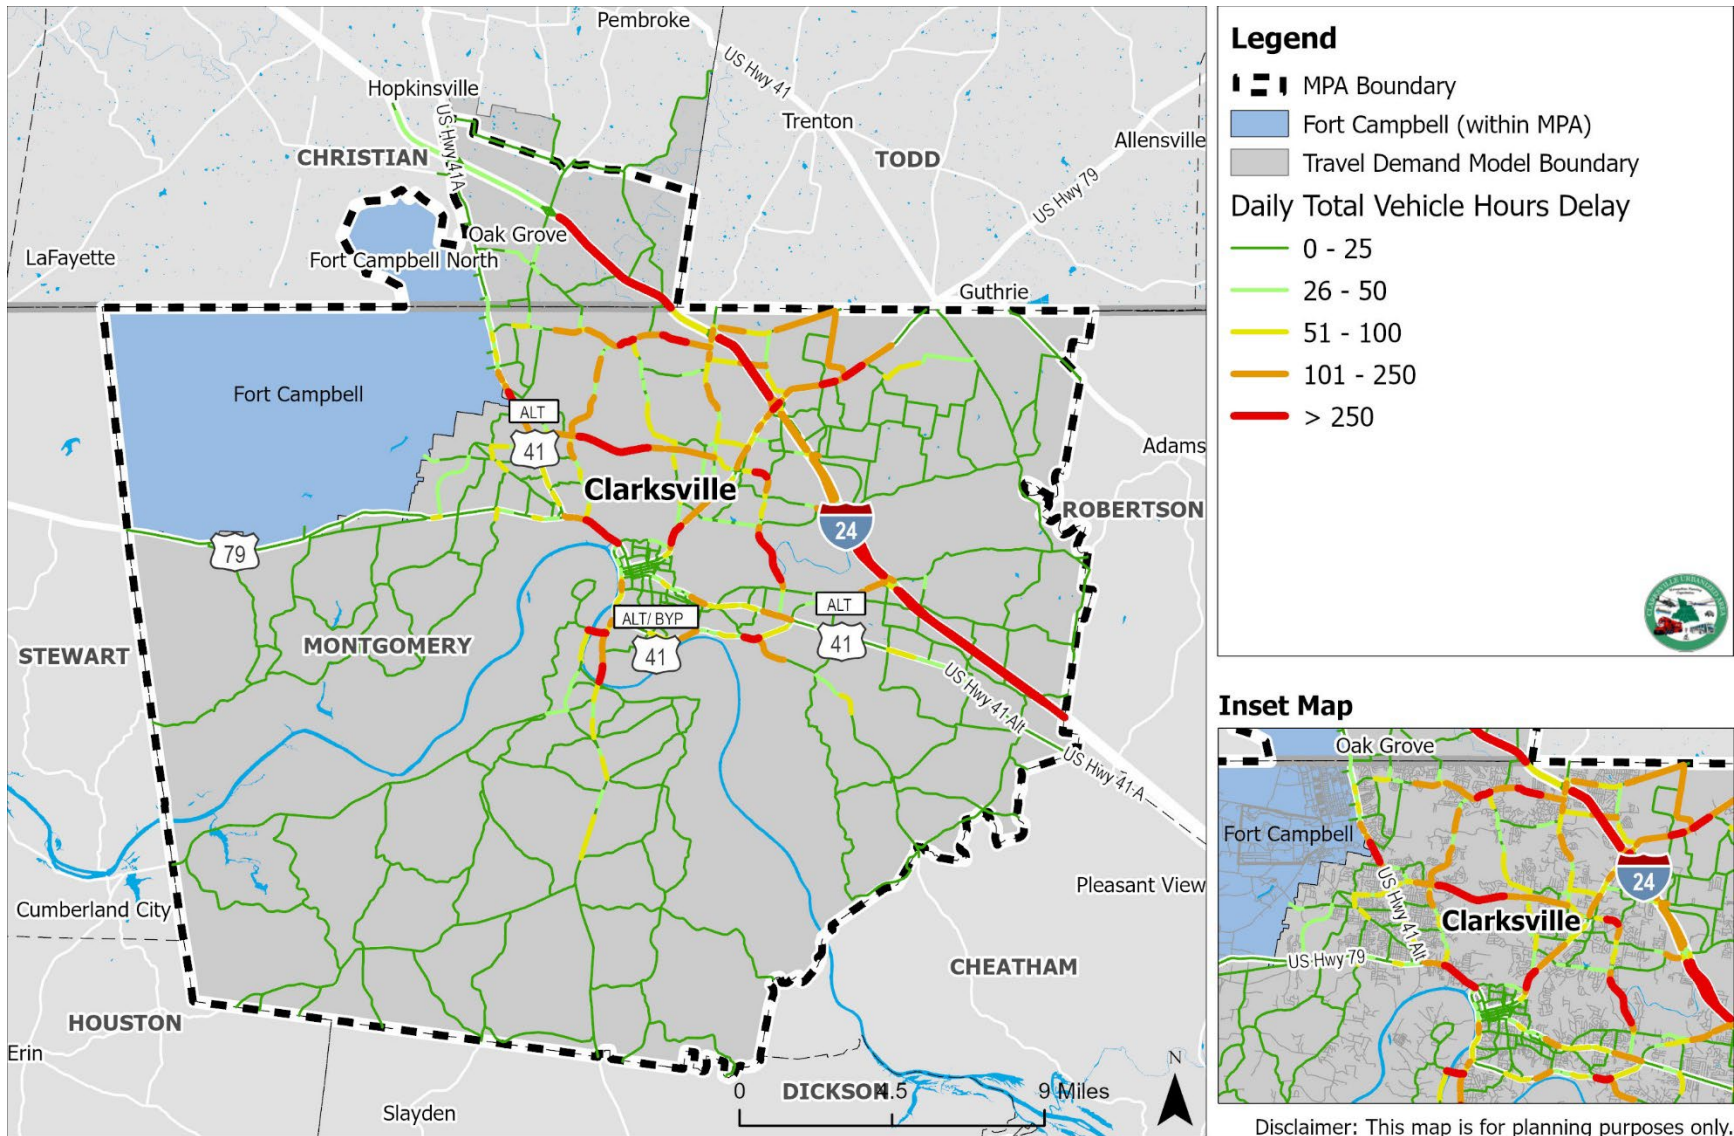 Pembroke
US Hwy 41
Hopkinsville
US Hwy 41A
Trenton
Allensville
CHRISTIAN
TODD
US Hwy 79
Oak Grove
LaFayette
Fort Campbell North
Guthrie
Fort Campbell
ALT
41
Adams
Clarksville
ROBERTSON
24
79
ALT
ALT/ BYP
41
41
STEWART
MONTGOMERY
US Hwy 41 Alt
US Hwy 41 A
Pleasant View
Cumberland City
CHEATHAM
HOUSTON
Erin
N
0
4.5
9 Miles
DICKSON
Slayden
Legend
MPA Boundary
Fort Campbell (within MPA)
Travel Demand Model Boundary
Daily Total Vehicle Hours Delay
0 - 25
26 - 50
51 - 100
101 - 250
> 250
Inset Map
Oak Grove
Fort Campbell
24
US Hwy 41 Alt
Clarksville
US Hwy 79
Disclaimer: This map is for planning purposes only.